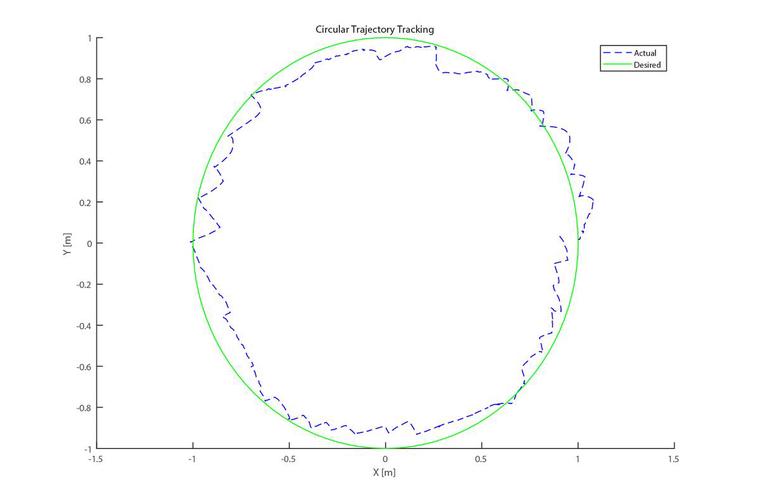 Circular Trajectory Tracking
Actual
Desired
1
0.8
0.6
0.4
0.2
0
-0.2
-0.4
-0.6
-0.8
-1
Y [m]
-1.5 -1 -0.5 0 0.5 1 1.5
X [m]